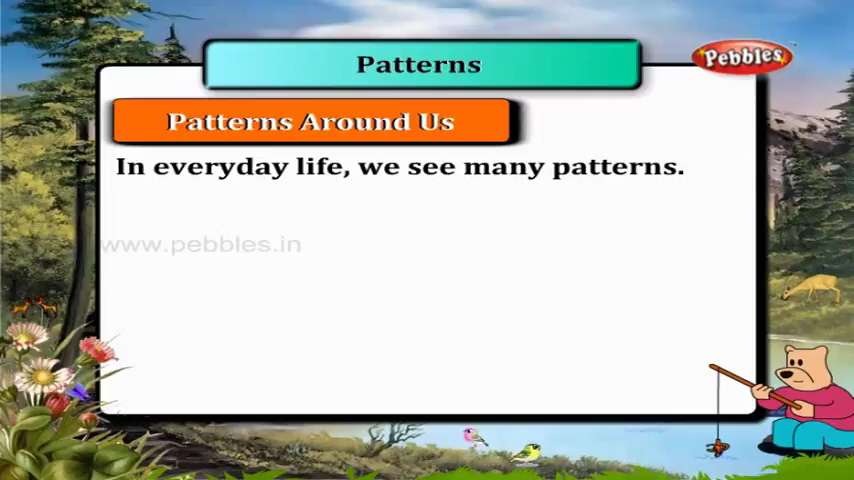 Patterns
Pebbles
Patterns Around Us
In everyday life, we see many patterns.
www.pebbles.in